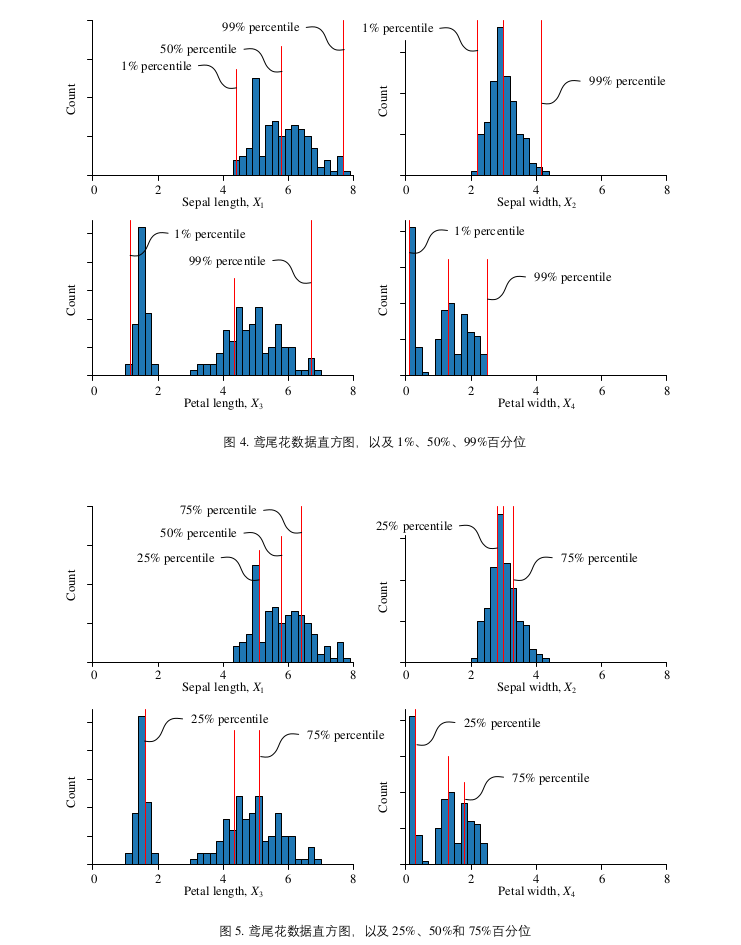 99% percentile
50% percentile
1% percentile
Count
0 2 4 6 8
Sepal length, X1
1% percentile
99% percentile
Count
0 2 4 6 8
Sepal width, X2
1% percentile
99% percentile
Count
0 2 4 6 8
Petal length, X3
1% percentile
99% percentile
Count
0 2 4 6 8
Petal width, X4
图 4. 鸢尾花数据直方图，以及 1%、50%、99%百分位
75% percentile
50% percentile
25% percentile
Count
0 2 4 6 8
Sepal length, X1
25% percentile
75% percentile
Count
0 2 4 6 8
Sepal width, X2
25% percentile
75% percentile
Count
0 2 4 6 8
Petal length, X3
25% percentile
75% percentile
Count
0 2 4 6 8
Petal width, X4
图 5. 鸢尾花数据直方图，以及 25%、50%和 75%百分位